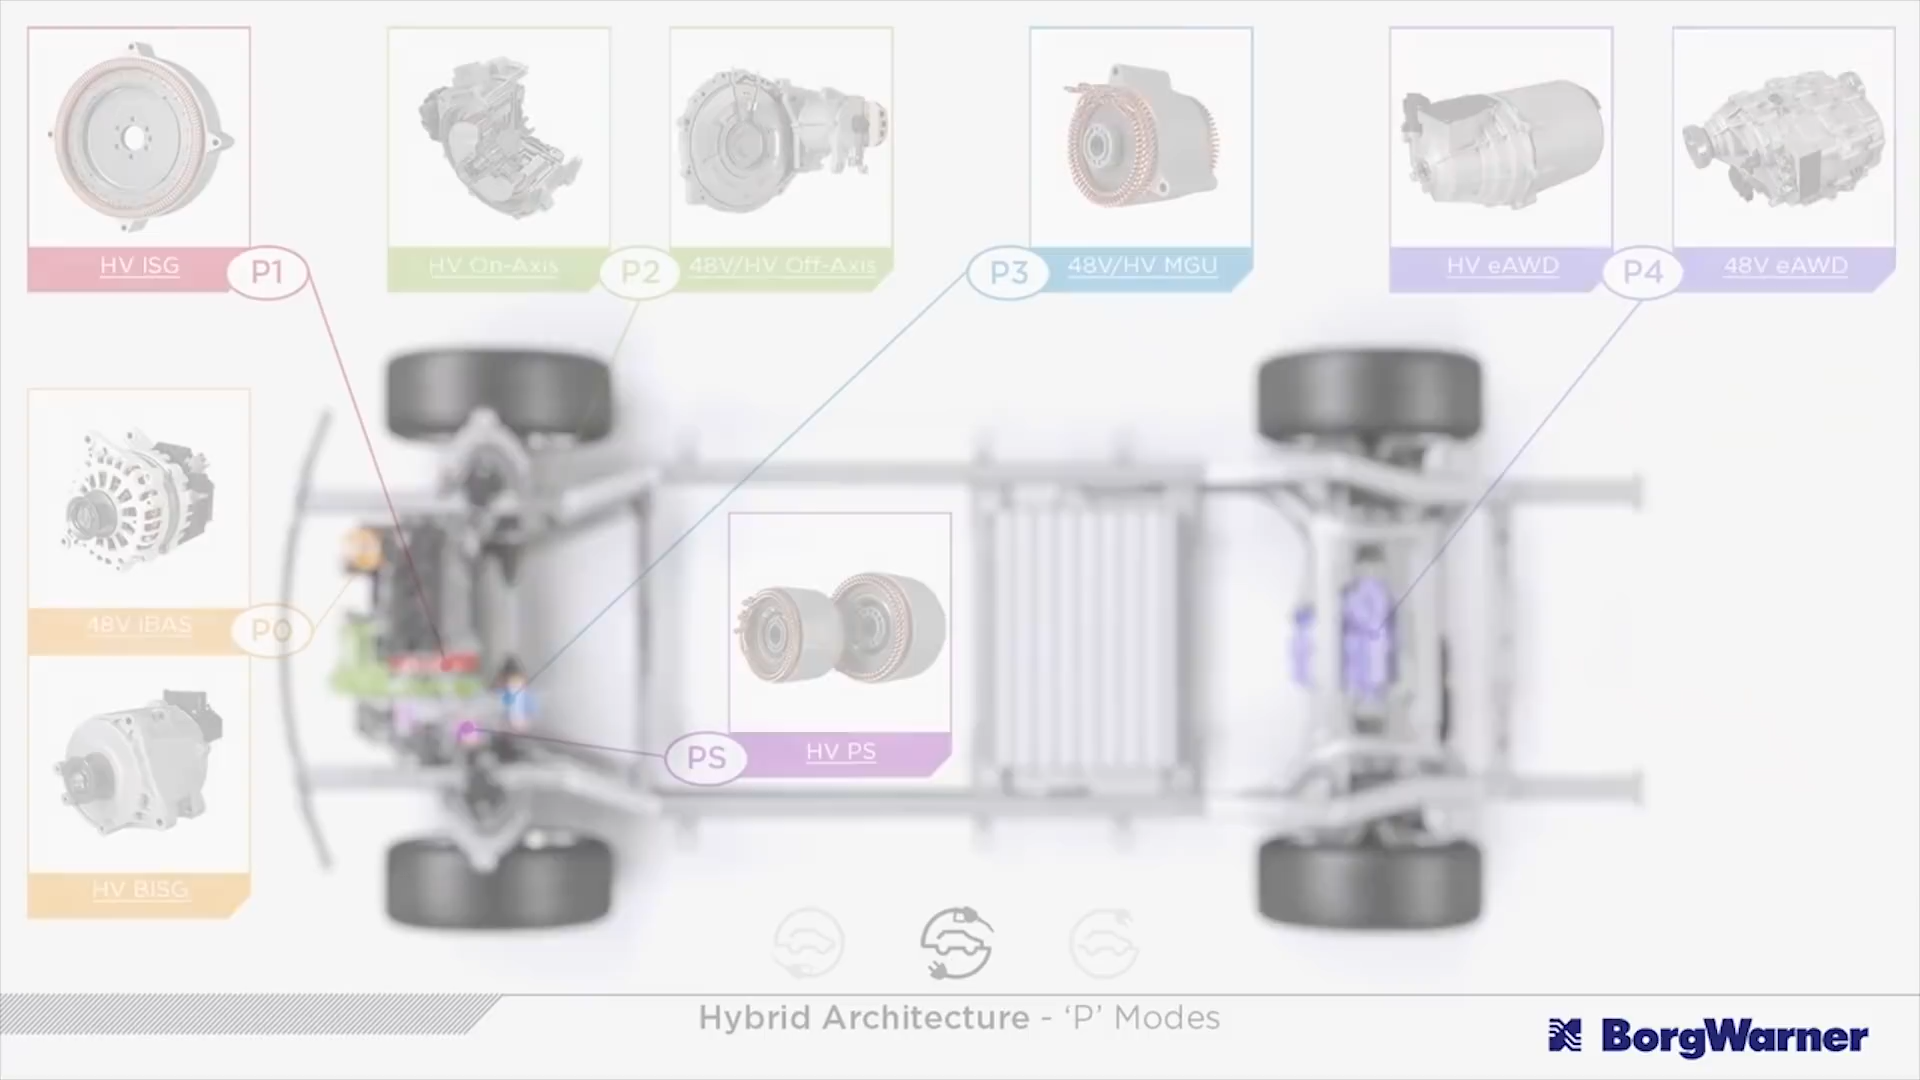 HV ISG
P1
HV On-Axis
P2
48V/HV Off-Axis
P3
48V/HV MGU
HV eAWD
P4
48V eAWD
48V iBAS
P0
HV BISG
PS
HV PS
Hybrid Architecture - ‘P’ Modes
BorgWarner